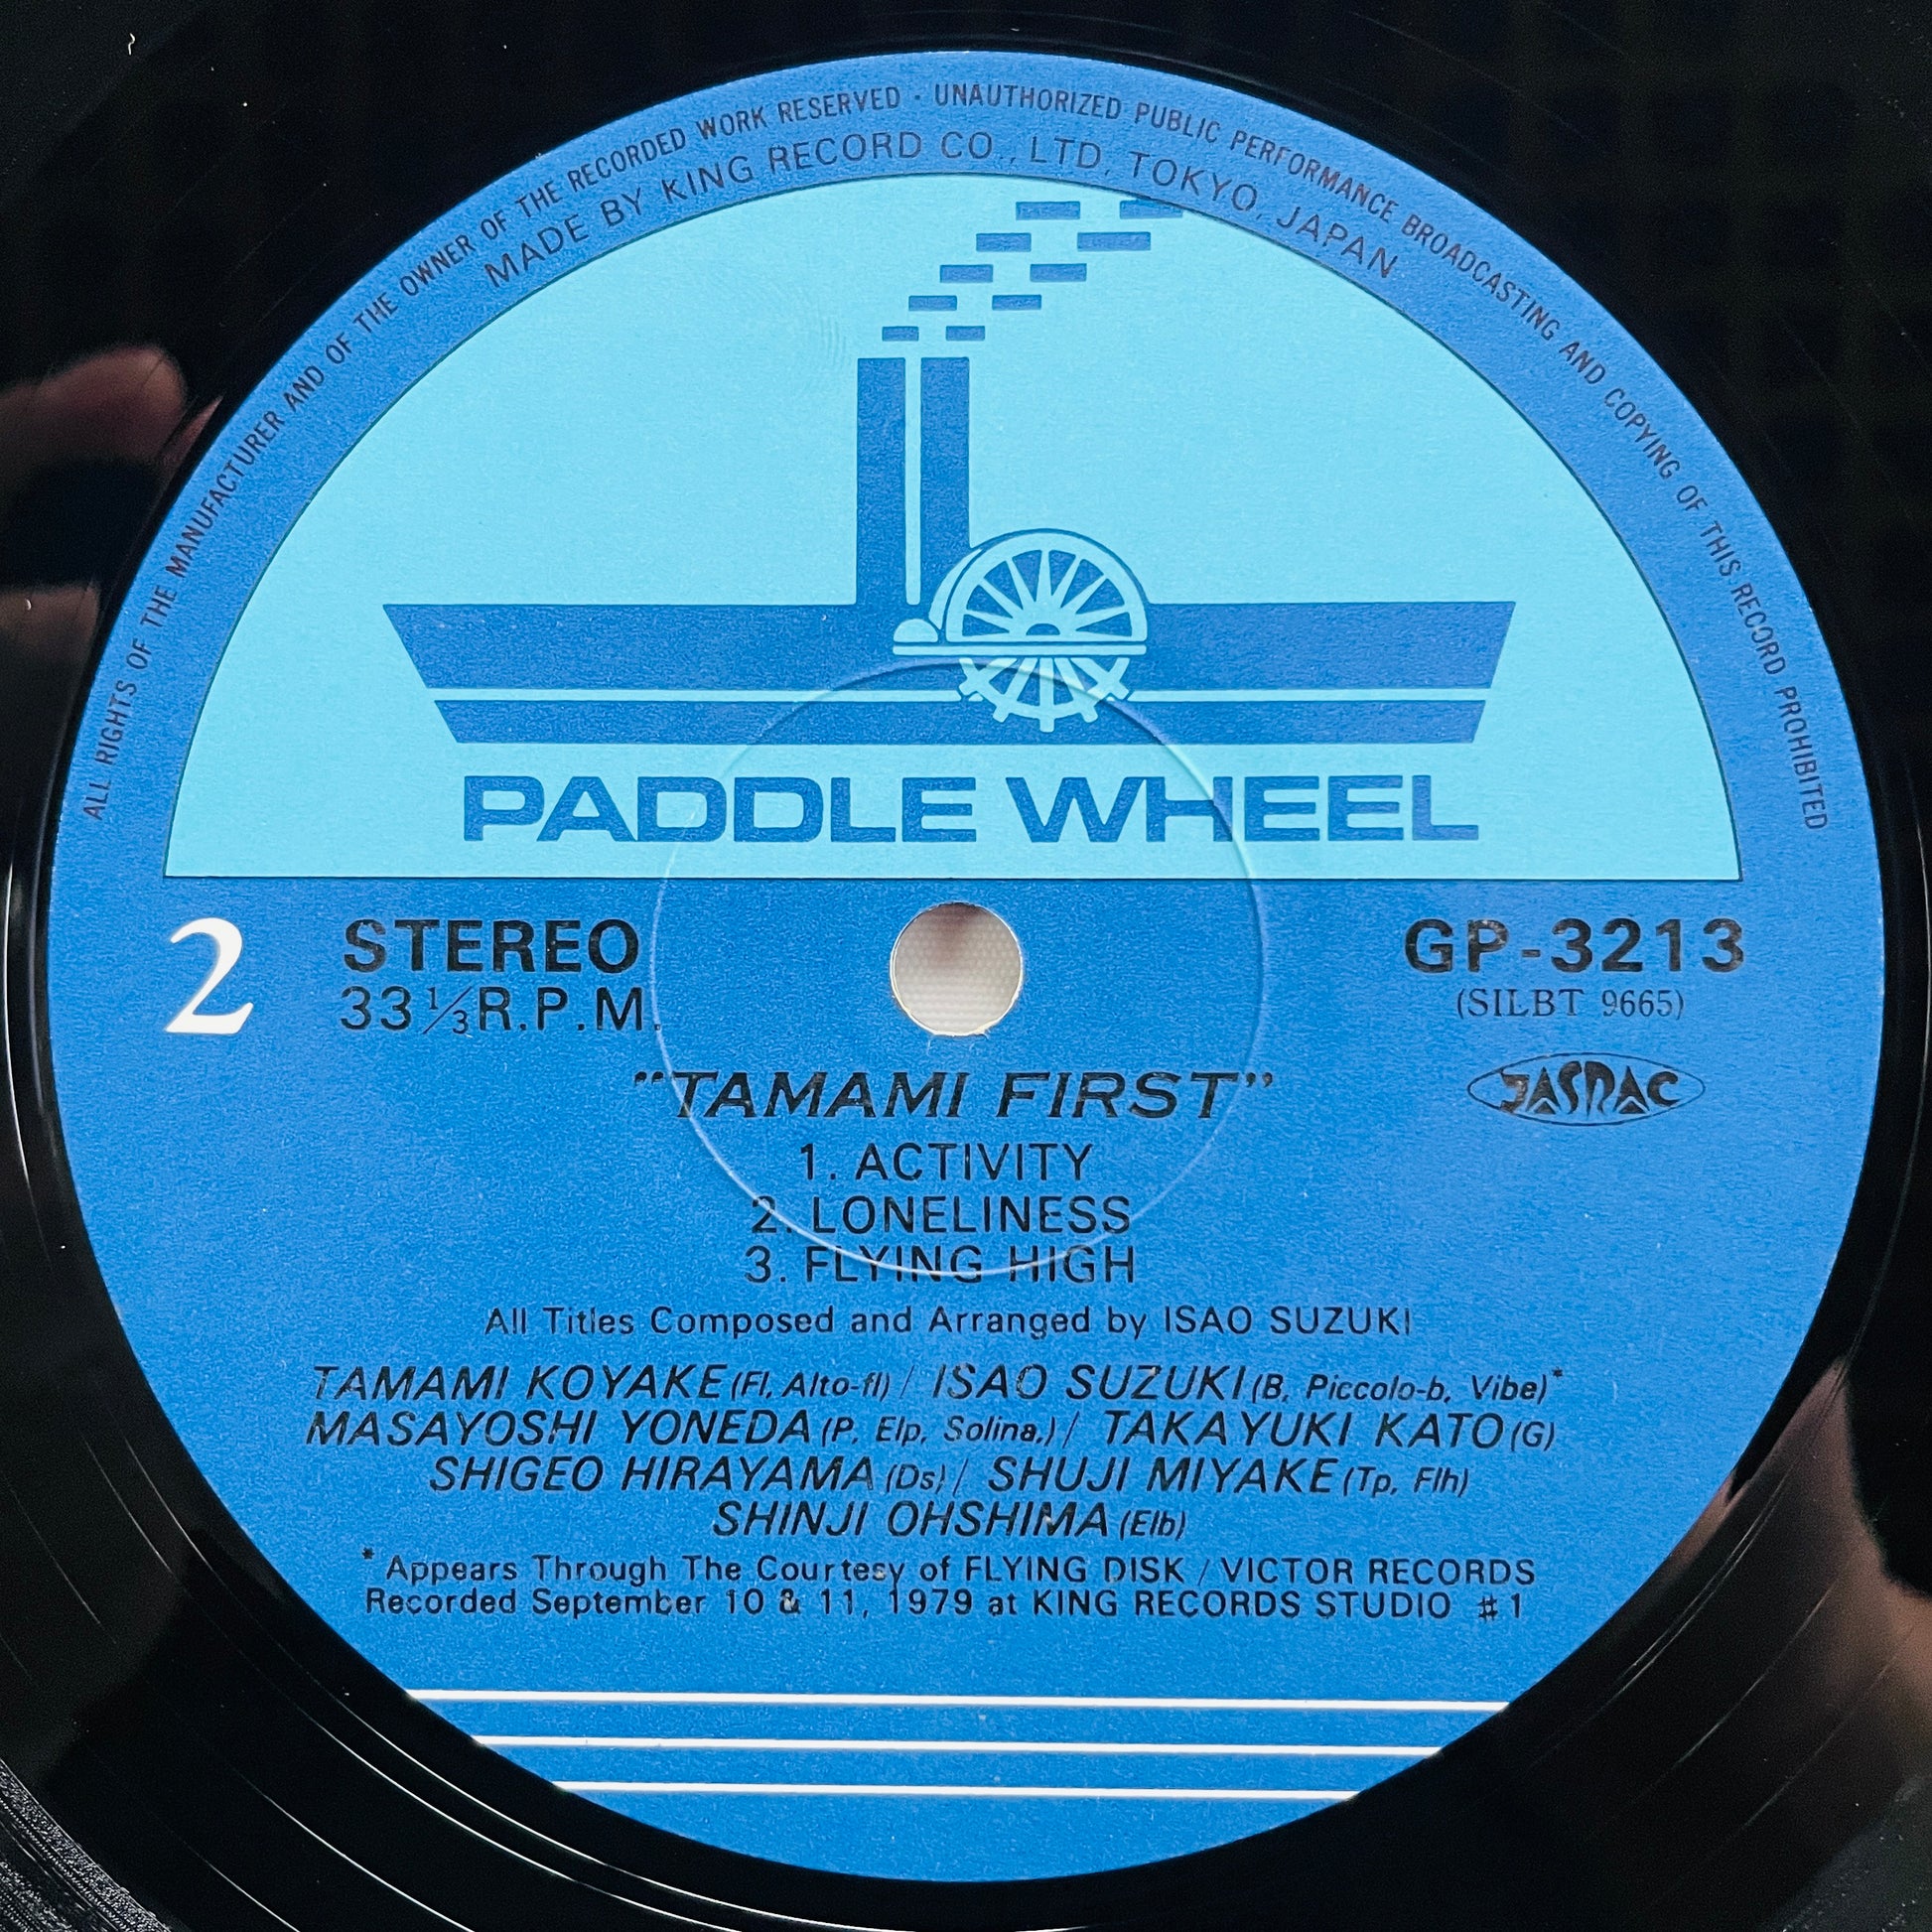 ALL RIGHTS OF THE MANUFACTURER AND OF THE OWNER OF THE RECORDED WORK RESERVED · UNAUTHORIZED PUBLIC PERFORMANCE BROADCASTING AND COPYING OF THIS RECORD PROHIBITED
MADE BY KING RECORD CO., LTD, TOKYO, JAPAN
PADDLE WHEEL
2
STEREO
33 1/3 R.P.M.
GP-3213
(SILBT 9665)
JASRAC
"TAMAMI FIRST"
1. ACTIVITY
2. LONELINESS
3. FLYING HIGH
All Titles Composed and Arranged by ISAO SUZUKI
TAMAMI KOYAKE (Fl, Alto-fl) / ISAO SUZUKI (B, Piccolo-b, Vibe)*
MASAYOSHI YONEDA (P, Elp, Solina,) / TAKAYUKI KATO (G)
SHIGEO HIRAYAMA (Ds) / SHUJI MIYAKE (Tp, Flh)
SHINJI OHSHIMA (Elb)
* Appears Through The Courtesy of FLYING DISK / VICTOR RECORDS
Recorded September 10 & 11, 1979 at KING RECORDS STUDIO #1